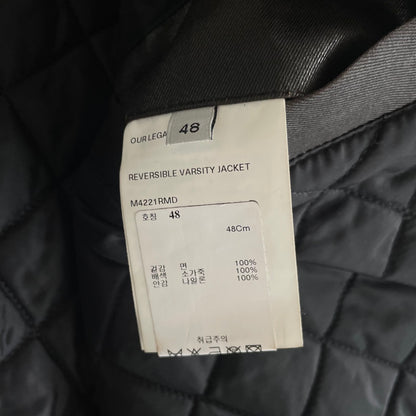 OUR LEGA
48
REVERSIBLE VARSITY JACKET
M4221RMD
호칭 48
48Cm
겉감 면 100%
배색 소가죽 100%
안감 나일론 100%
취급주의